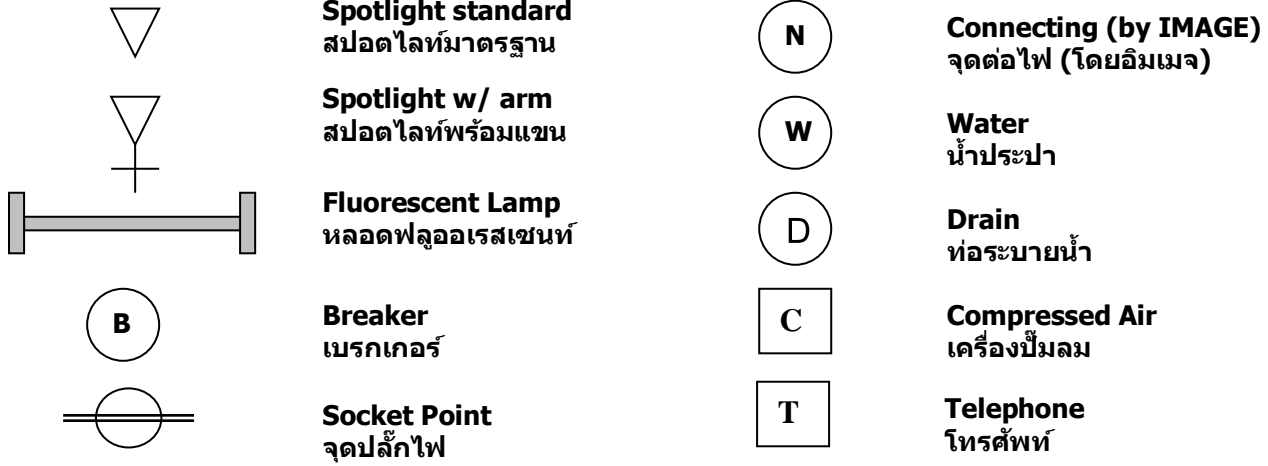 Spotlight standard
สปอตไลท์มาตรฐาน
Spotlight w/ arm
สปอตไลท์พร้อมแขน
Fluorescent Lamp
หลอดฟลูออเรสเซนท์
B
Breaker
เบรกเกอร์
Socket Point
จุดปลั๊กไฟ
N
Connecting (by IMAGE)
จุดต่อไฟ (โดยอิมเมจ)
W
Water
น้ำประปา
D
Drain
ท่อระบายน้ำ
C
Compressed Air
เครื่องปั๊มลม
T
Telephone
โทรศัพท์